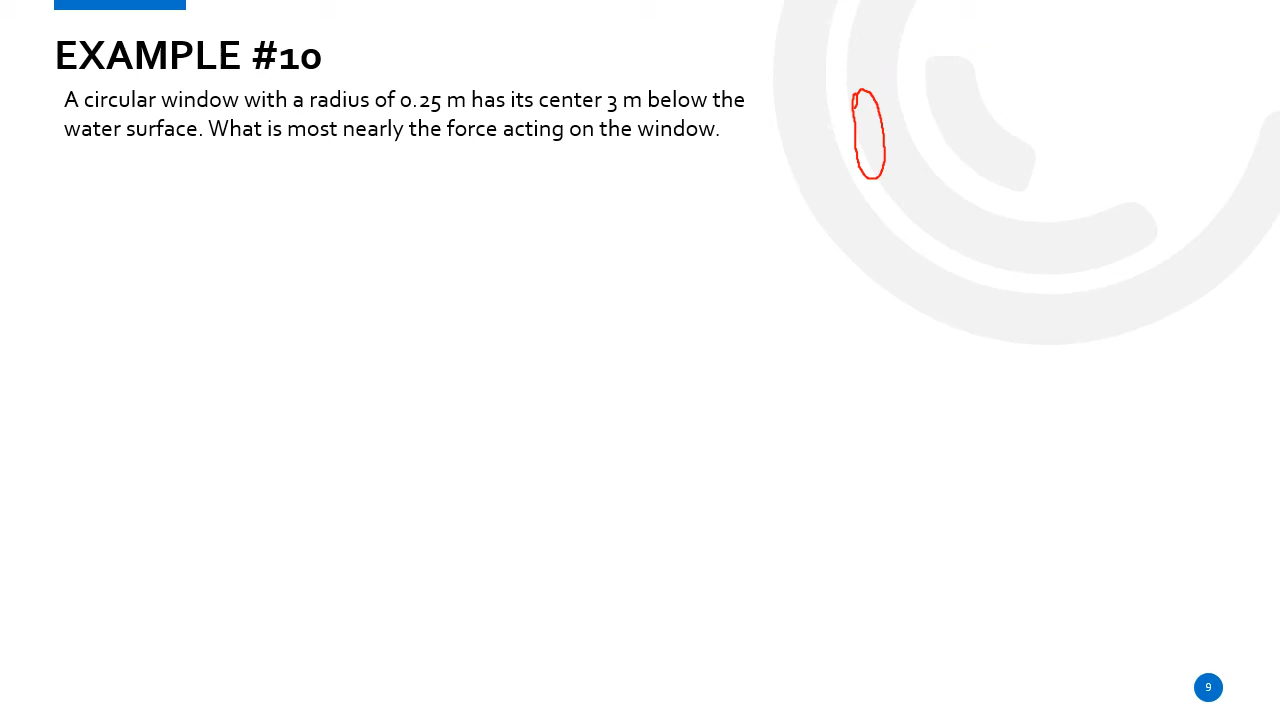 EXAMPLE #10
A circular window with a radius of 0.25 m has its center 3 m below the
water surface. What is most nearly the force acting on the window.
9